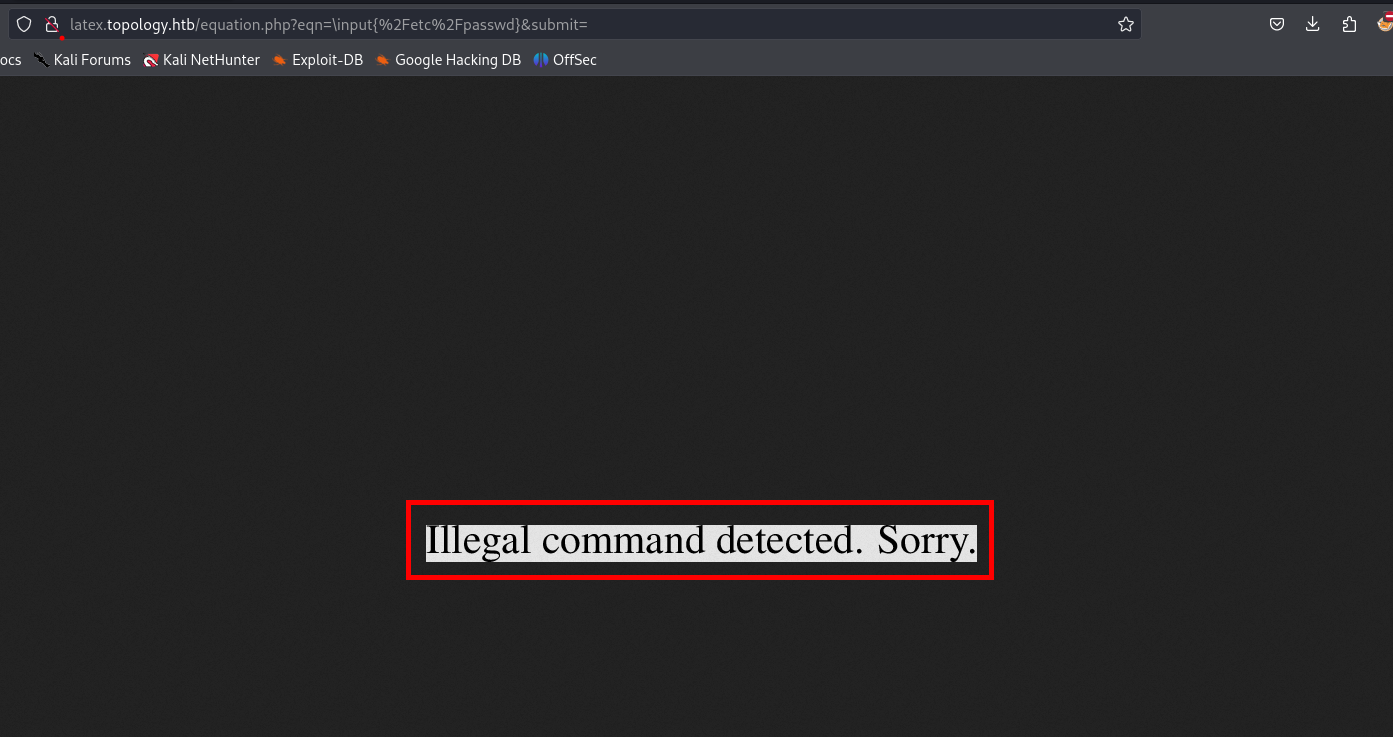 latex.topology.htb/equation.php?eqn=\input{%2Fetc%2Fpasswd}&submit=
ocs Kali Forums Kali NetHunter Exploit-DB Google Hacking DB OffSec
Illegal command detected. Sorry.